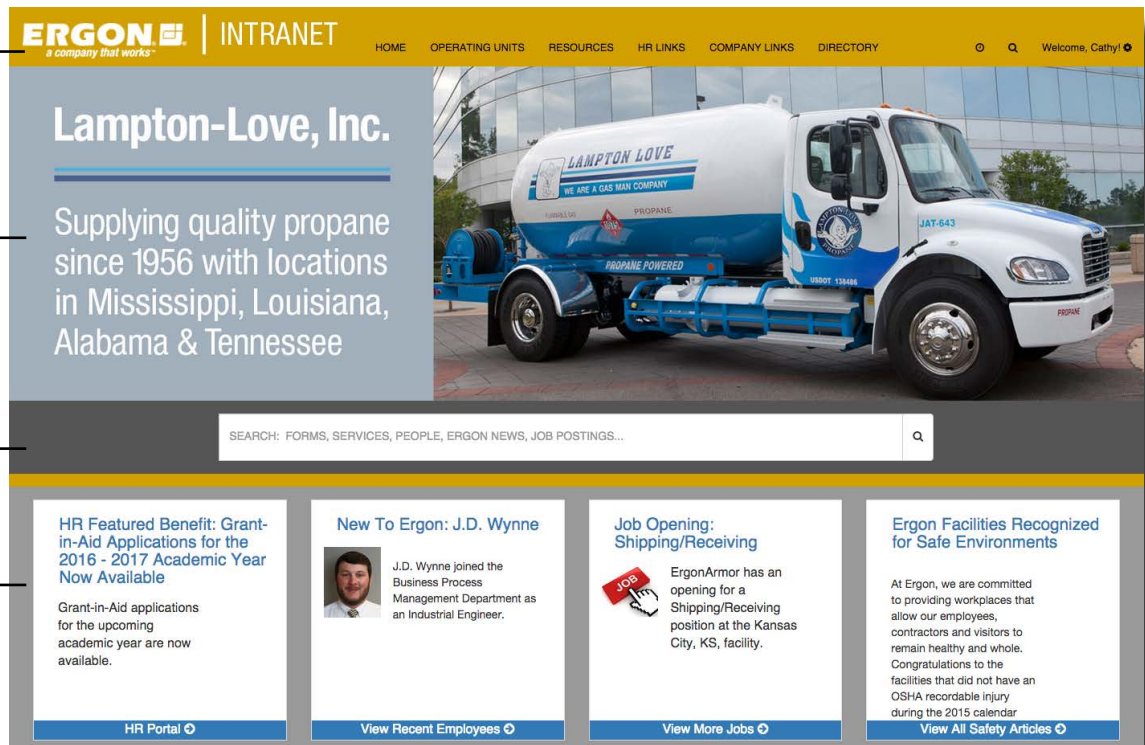 ERGON INTRANET
a company that works
HOME OPERATING UNITS RESOURCES HR LINKS COMPANY LINKS DIRECTORY Welcome, Cathy!
Lampton-Love, Inc.
Supplying quality propane
since 1956 with locations
in Mississippi, Louisiana,
Alabama & Tennessee
LAMPTON LOVE
WE ARE A GAS MAN COMPANY
FLAMMABLE GAS PROPANE
PROPANE POWERED
LAMPTON-LOVE
PROPANE
USDOT 138486
JAT-643
PROPANE
SEARCH: FORMS, SERVICES, PEOPLE, ERGON NEWS, JOB POSTINGS...
HR Featured Benefit: Grant-
in-Aid Applications for the
2016 - 2017 Academic Year
Now Available
Grant-in-Aid applications
for the upcoming
academic year are now
available.
HR Portal
New To Ergon: J.D. Wynne
J.D. Wynne joined the
Business Process
Management Department as
an Industrial Engineer.
View Recent Employees
Job Opening:
Shipping/Receiving
JOB
ErgonArmor has an
opening for a
Shipping/Receiving
position at the Kansas
City, KS, facility.
View More Jobs
Ergon Facilities Recognized
for Safe Environments
At Ergon, we are committed
to providing workplaces that
allow our employees,
contractors and visitors to
remain healthy and whole.
Congratulations to the
facilities that did not have an
OSHA recordable injury
during the 2015 calendar
View All Safety Articles